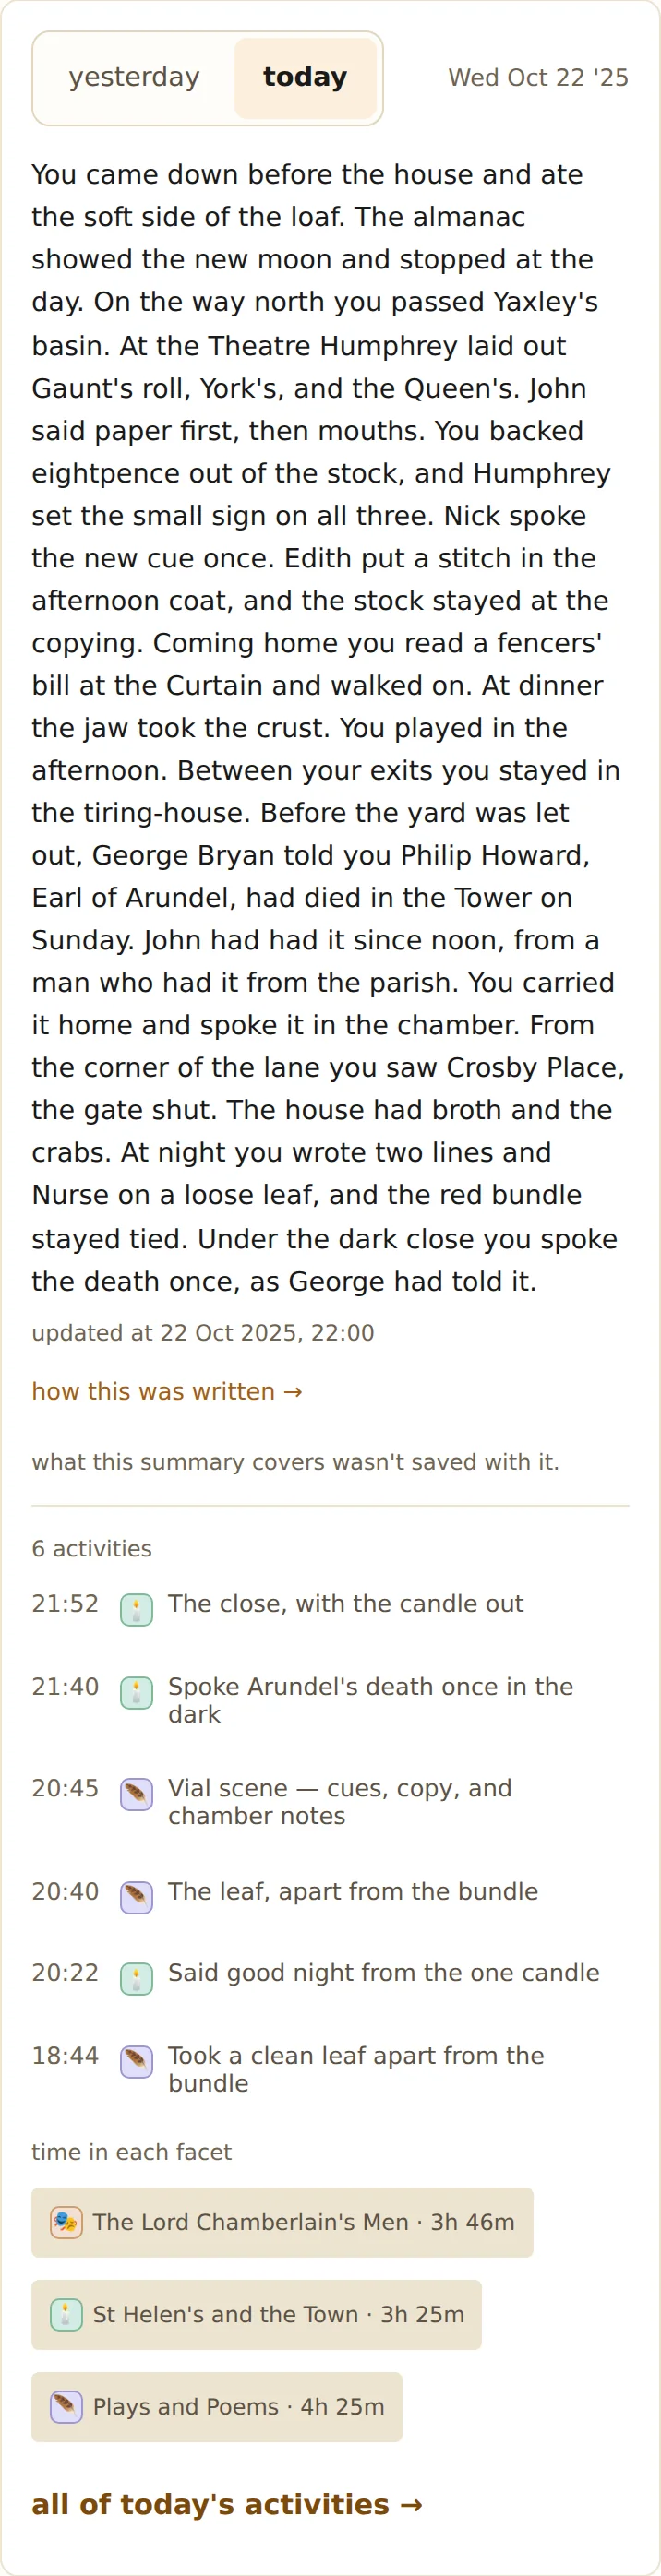 yesterday today Wed Oct 22 '25
You came down before the house and ate
the soft side of the loaf. The almanac
showed the new moon and stopped at the
day. On the way north you passed Yaxley's
basin. At the Theatre Humphrey laid out
Gaunt's roll, York's, and the Queen's. John
said paper first, then mouths. You backed
eightpence out of the stock, and Humphrey
set the small sign on all three. Nick spoke
the new cue once. Edith put a stitch in the
afternoon coat, and the stock stayed at the
copying. Coming home you read a fencers'
bill at the Curtain and walked on. At dinner
the jaw took the crust. You played in the
afternoon. Between your exits you stayed in
the tiring-house. Before the yard was let
out, George Bryan told you Philip Howard,
Earl of Arundel, had died in the Tower on
Sunday. John had had it since noon, from a
man who had it from the parish. You carried
it home and spoke it in the chamber. From
the corner of the lane you saw Crosby Place,
the gate shut. The house had broth and the
crabs. At night you wrote two lines and
Nurse on a loose leaf, and the red bundle
stayed tied. Under the dark close you spoke
the death once, as George had told it.
updated at 22 Oct 2025, 22:00
how this was written →
what this summary covers wasn't saved with it.
6 activities
21:52 The close, with the candle out
21:40 Spoke Arundel's death once in the
dark
20:45 Vial scene — cues, copy, and
chamber notes
20:40 The leaf, apart from the bundle
20:22 Said good night from the one candle
18:44 Took a clean leaf apart from the
bundle
time in each facet
The Lord Chamberlain's Men · 3h 46m
St Helen's and the Town · 3h 25m
Plays and Poems · 4h 25m
all of today's activities →